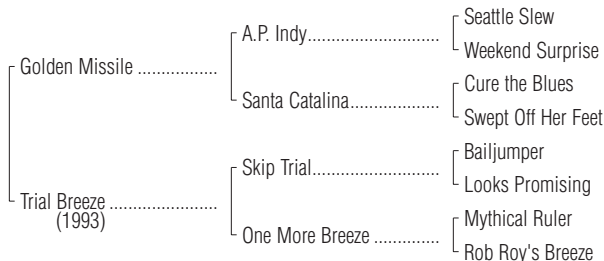 Seattle Slew
A.P. Indy..............................
Weekend Surprise
Golden Missile ..................
Cure the Blues
Santa Catalina.....................
Swept Off Her Feet
Bailjumper
Skip Trial.............................
Looks Promising
Trial Breeze .........................
(1993)
Mythical Ruler
One More Breeze ...............
Rob Roy's Breeze